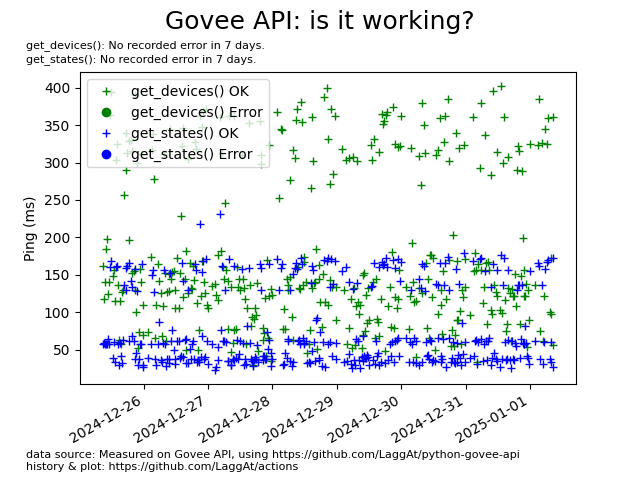 Govee API: is it working?
get_devices(): No recorded error in 7 days.
get_states(): No recorded error in 7 days.
get_devices() OK
get_devices() Error
get_states() OK
get_states() Error
Ping (ms)
400
350
300
250
200
150
100
50
2024-12-26
2024-12-27
2024-12-28
2024-12-29
2024-12-30
2024-12-31
2025-01-01
data source: Measured on Govee API, using https://github.com/LaggAt/python-govee-api
history & plot: https://github.com/LaggAt/actions